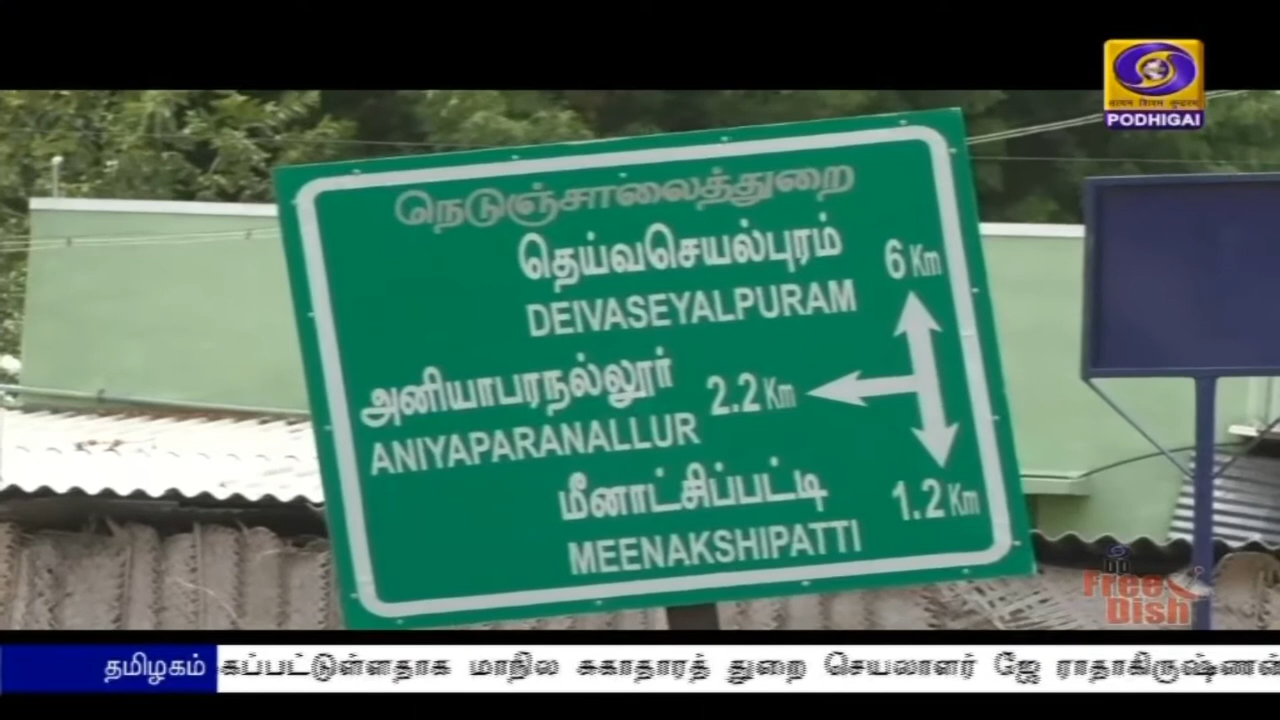 PODHIGAI
நெடுஞ்சாலைத்துறை
தெய்வசெயல்புரம் 6 Km
DEIVASEYALPURAM
அனியாபரநல்லூர் 2.2 Km
ANIYAPARANALLUR
மீனாட்சிப்பட்டி 1.2 Km
MEENAKSHIPATTI
DD
Free
Dish
தமிழகம் கப்பட்டுள்ளதாக மாநில சுகாதாரத் துறை செயலாளர் ஜே ராதாகிருஷ்ணன்